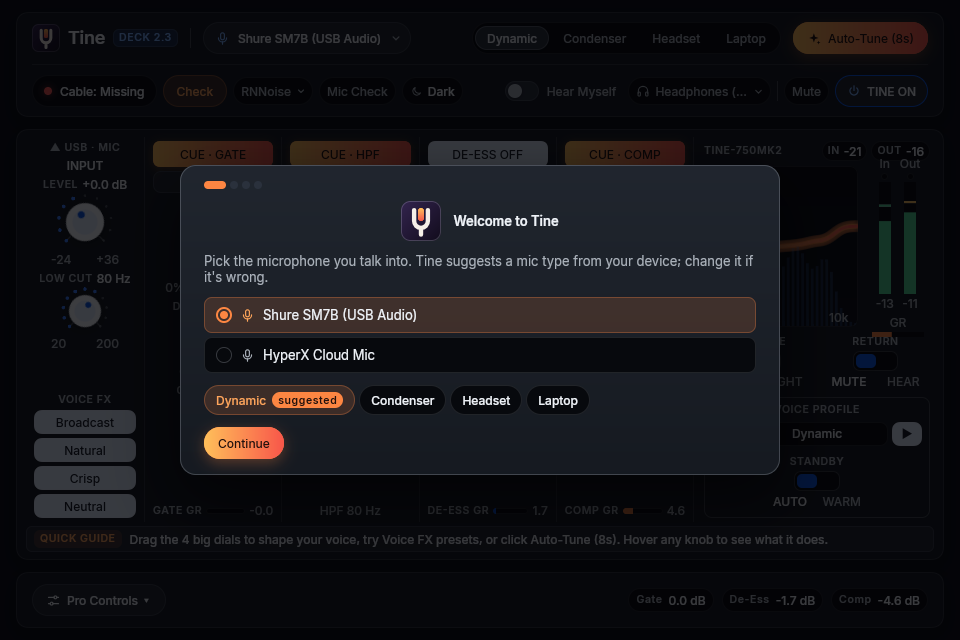 Tine DECK 2.3 Shure SM7B (USB Audio) Dynamic Condenser Headset Laptop Auto-Tune (8s)
Cable: Missing Check RNNoise Mic Check Dark Hear Myself Headphones (... Mute TINE ON
USB · MIC
INPUT
LEVEL +0.0 dB
-24 +36
LOW CUT 80 Hz
20 200
VOICE FX
Broadcast
Natural
Crisp
Neutral
CUE · GATE CUE · HPF DE-ESS OFF CUE · COMP
TINE-750MK2 IN -21 OUT -16
In Out
Welcome to Tine
Pick the microphone you talk into. Tine suggests a mic type from your device; change it if
it's wrong.
Shure SM7B (USB Audio)
HyperX Cloud Mic
Dynamic suggested Condenser Headset Laptop
Continue
0%
10k
-13 -11
GR
RETURN
MUTE HEAR
VOICE PROFILE
Dynamic
STANDBY
AUTO WARM
GATE GR -0.0 HPF 80 Hz DE-ESS GR 1.7 COMP GR 4.6
QUICK GUIDE Drag the 4 big dials to shape your voice, try Voice FX presets, or click Auto-Tune (8s). Hover any knob to see what it does.
Pro Controls Gate 0.0 dB De-Ess -1.7 dB Comp -4.6 dB